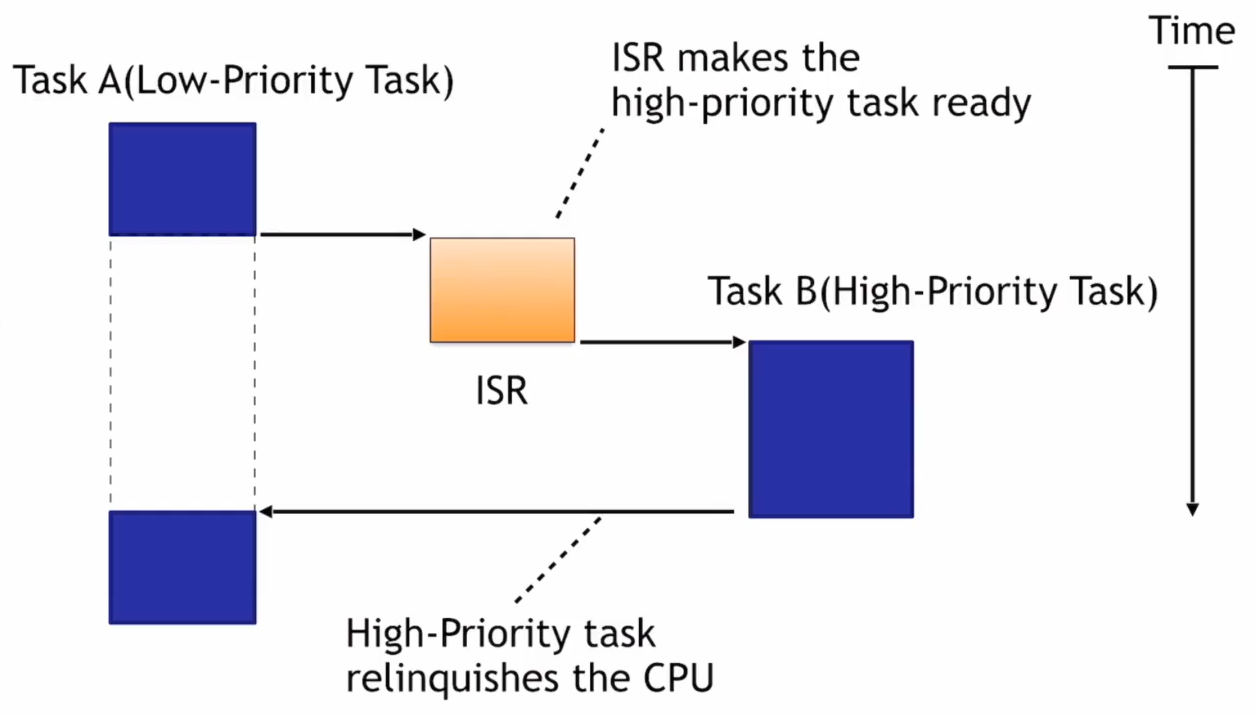 Time
ISR makes the
high-priority task ready
Task A(Low-Priority Task)
Task B(High-Priority Task)
ISR
High-Priority task
relinquishes the CPU